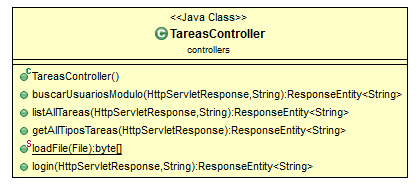 <<Java Class>>
TareasController
controllers
TareasController()
buscarUsuariosModulo(HttpServletResponse,String):ResponseEntity<String>
listAllTareas(HttpServletResponse,String):ResponseEntity<String>
getAllTiposTareas(HttpServletResponse):ResponseEntity<String>
loadFile(File):byte[]
login(HttpServletResponse,String):ResponseEntity<String>